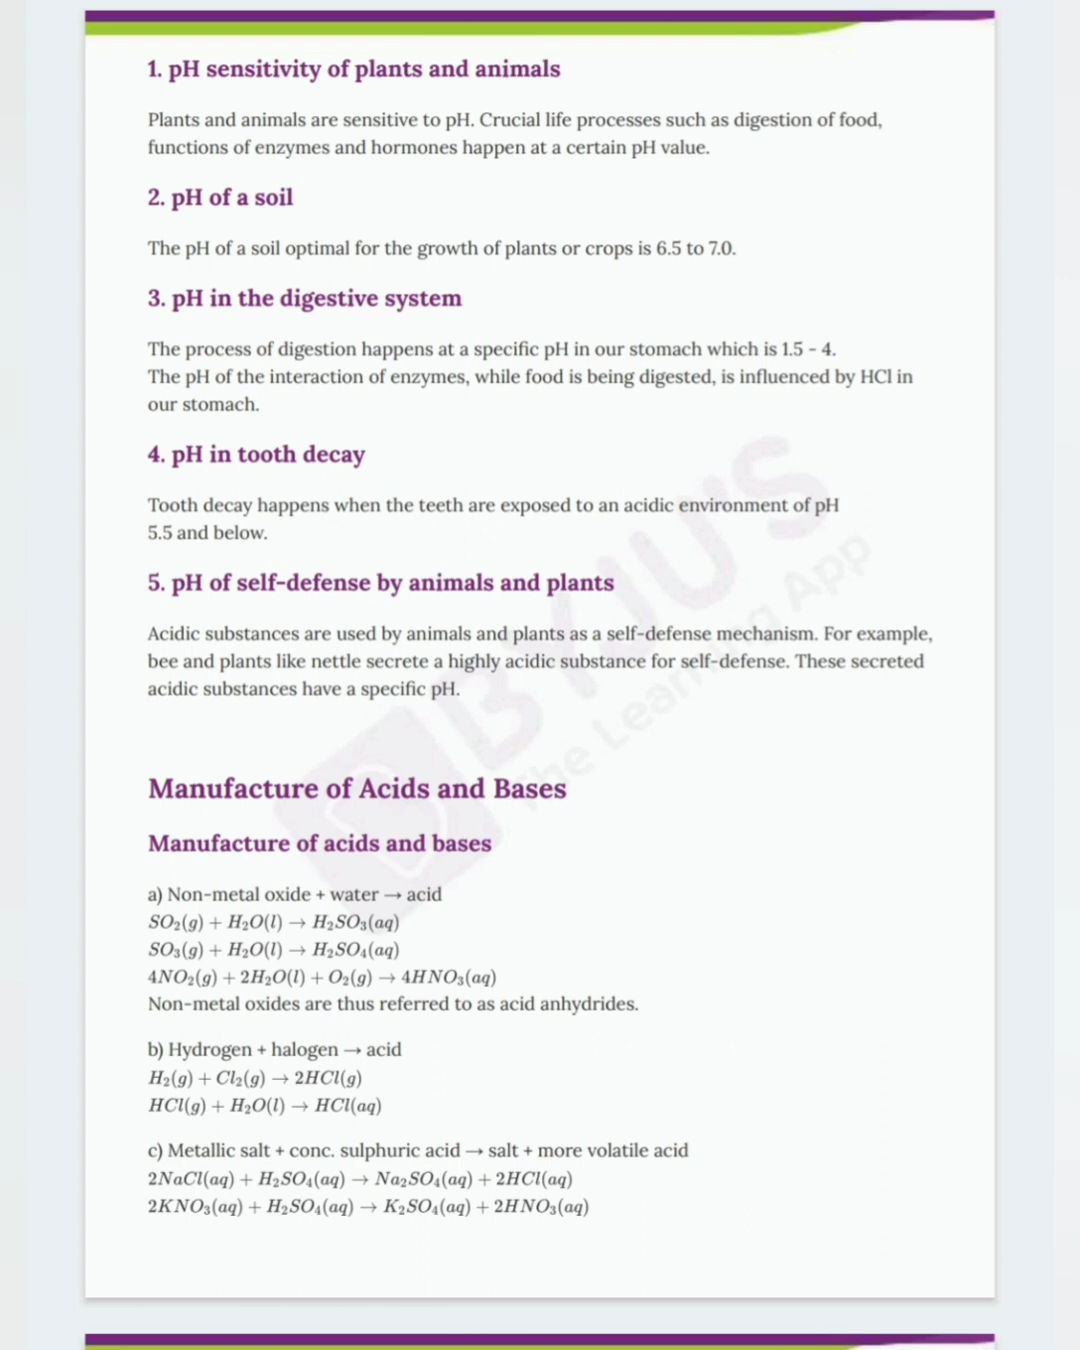 1. pH sensitivity of plants and animals
Plants and animals are sensitive to pH. Crucial life processes such as digestion of food,
functions of enzymes and hormones happen at a certain pH value.
2. pH of a soil
The pH of a soil optimal for the growth of plants or crops is 6.5 to 7.0.
3. pH in the digestive system
The process of digestion happens at a specific pH in our stomach which is 1.5 – 4.
The pH of the interaction of enzymes, while food is being digested, is influenced by HCl in
our stomach.
4. pH in tooth decay
Tooth decay happens when the teeth are exposed to an acidic environment of pH
5.5 and below.
5. pH of self-defense by animals and plants
Acidic substances are used by animals and plants as a self-defense mechanism. For example,
bee and plants like nettle secrete a highly acidic substance for self-defense. These secreted
acidic substances have a specific pH.
BYJU'S
The Learning App
Manufacture of Acids and Bases
Manufacture of acids and bases
a) Non-metal oxide + water → acid
SO₂(g) + H₂O(l) → H₂SO₃(aq)
SO₃(g) + H₂O(l) → H₂SO₄(aq)
4NO₂(g) + 2H₂O(l) + O₂(g) → 4HNO₃(aq)
Non-metal oxides are thus referred to as acid anhydrides.
b) Hydrogen + halogen → acid
H₂(g) + Cl₂(g) → 2HCl(g)
HCl(g) + H₂O(l) → HCl(aq)
c) Metallic salt + conc. sulphuric acid → salt + more volatile acid
2NaCl(aq) + H₂SO₄(aq) → Na₂SO₄(aq) + 2HCl(aq)
2KNO₃(aq) + H₂SO₄(aq) → K₂SO₄(aq) + 2HNO₃(aq)